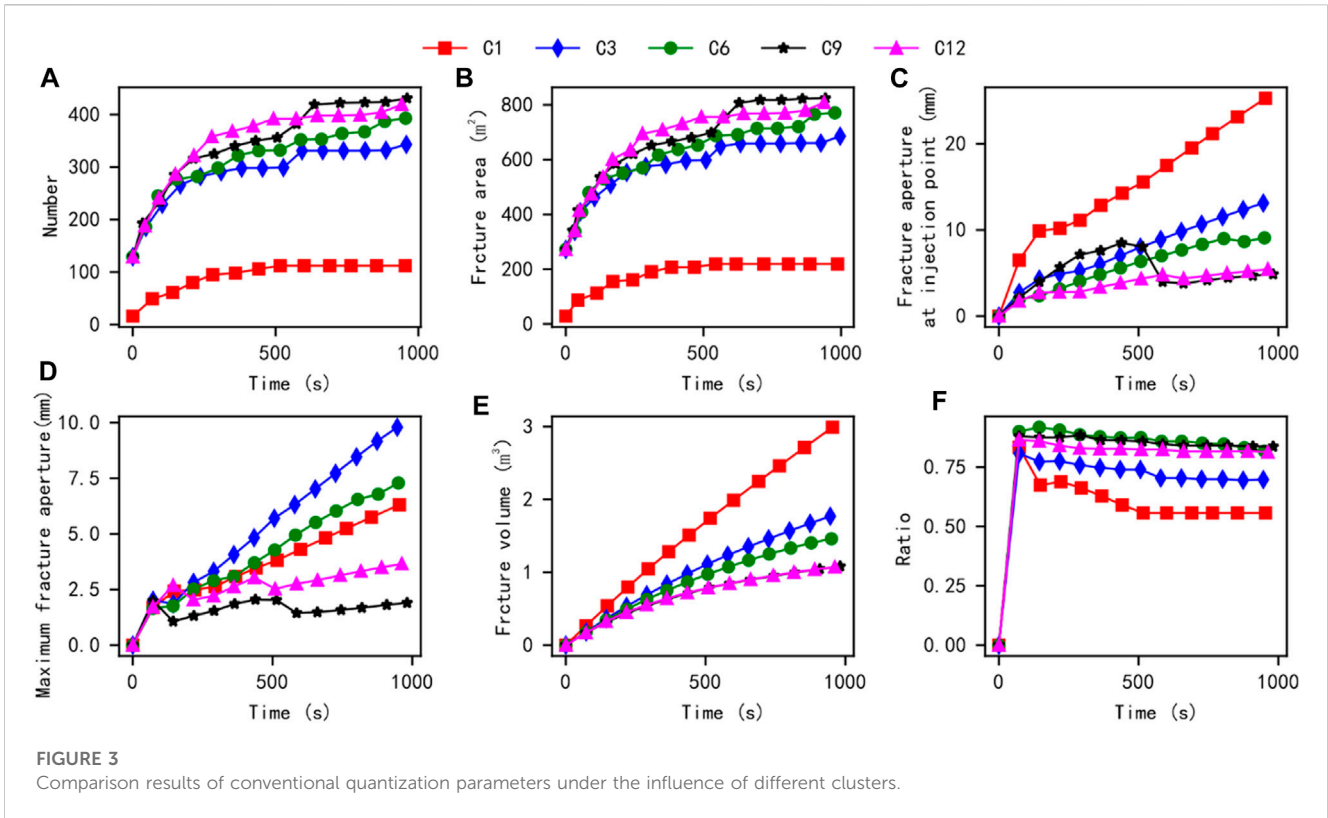 C1 C3 C6 C9 C12
A
Number
400
300
200
100
0
0 500 1000
Time (s)
B
Frcture area (m²)
800
600
400
200
0
0 500 1000
Time (s)
C
Fracture aperture
at injection point (mm)
20
10
0
0 500 1000
Time (s)
D
Maximum fracture aperture(mm)
10.0
7.5
5.0
2.5
0.0
0 500 1000
Time (s)
E
Frcture volume (m³)
3
2
1
0
0 500 1000
Time (s)
F
Ratio
0.75
0.50
0.25
0.00
0 500 1000
Time (s)
FIGURE 3
Comparison results of conventional quantization parameters under the influence of different clusters.